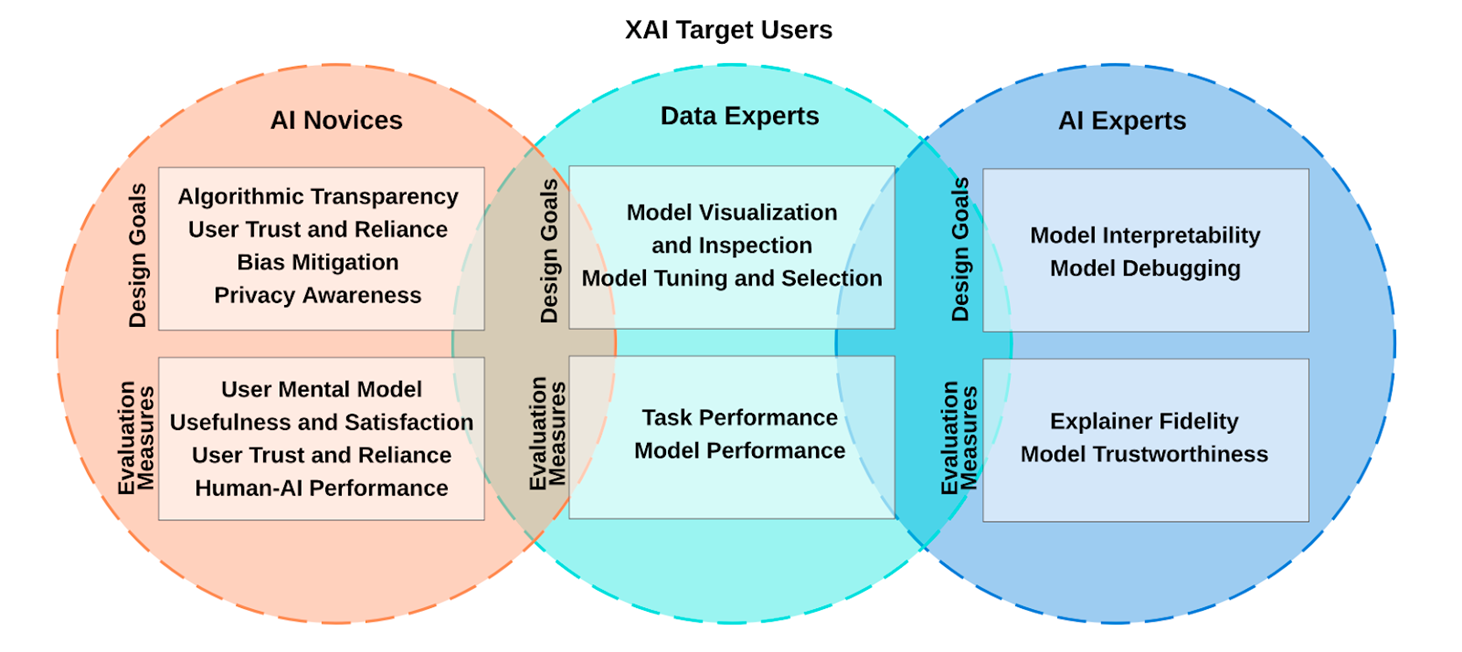 XAI Target Users
AI Novices
Design Goals
Algorithmic Transparency
User Trust and Reliance
Bias Mitigation
Privacy Awareness
Evaluation
Measures
User Mental Model
Usefulness and Satisfaction
User Trust and Reliance
Human-AI Performance
Data Experts
Design Goals
Model Visualization
and Inspection
Model Tuning and Selection
Evaluation
Measures
Task Performance
Model Performance
AI Experts
Design Goals
Model Interpretability
Model Debugging
Evaluation
Measures
Explainer Fidelity
Model Trustworthiness